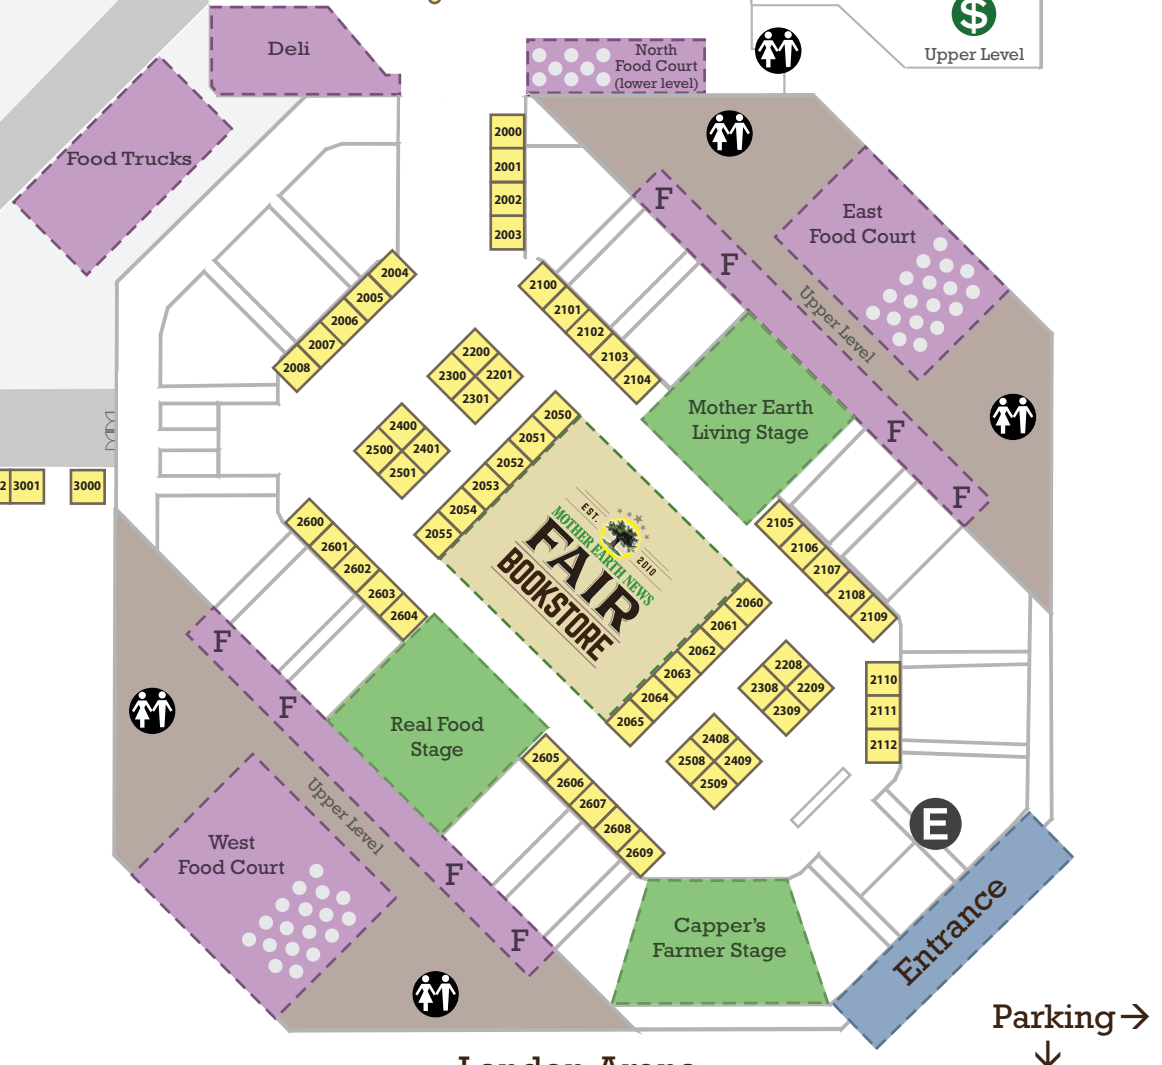 $
Upper Level
Deli
North
Food Court
(lower level)
Food Trucks
2000
2001
2002
2003
F
East
Food Court
F
Upper Level
F
F
2004
2005
2006
2007
2008
2100
2101
2102
2103
2104
2200
2300
2201
2301
2400
2500
2401
2501
2050
2051
2052
2053
2054
2055
Mother Earth
Living Stage
3001
3000
2600
2601
2602
2603
2604
EST.
2010
MOTHER EARTH NEWS
FAIR
BOOKSTORE
2105
2106
2107
2108
2109
2060
2061
2062
2063
2064
2065
2208
2308
2209
2309
2408
2508
2409
2509
2110
2111
2112
F
F
Upper Level
F
F
Real Food
Stage
2605
2606
2607
2608
2609
West
Food Court
E
Capper's
Farmer Stage
Entrance
Parking→